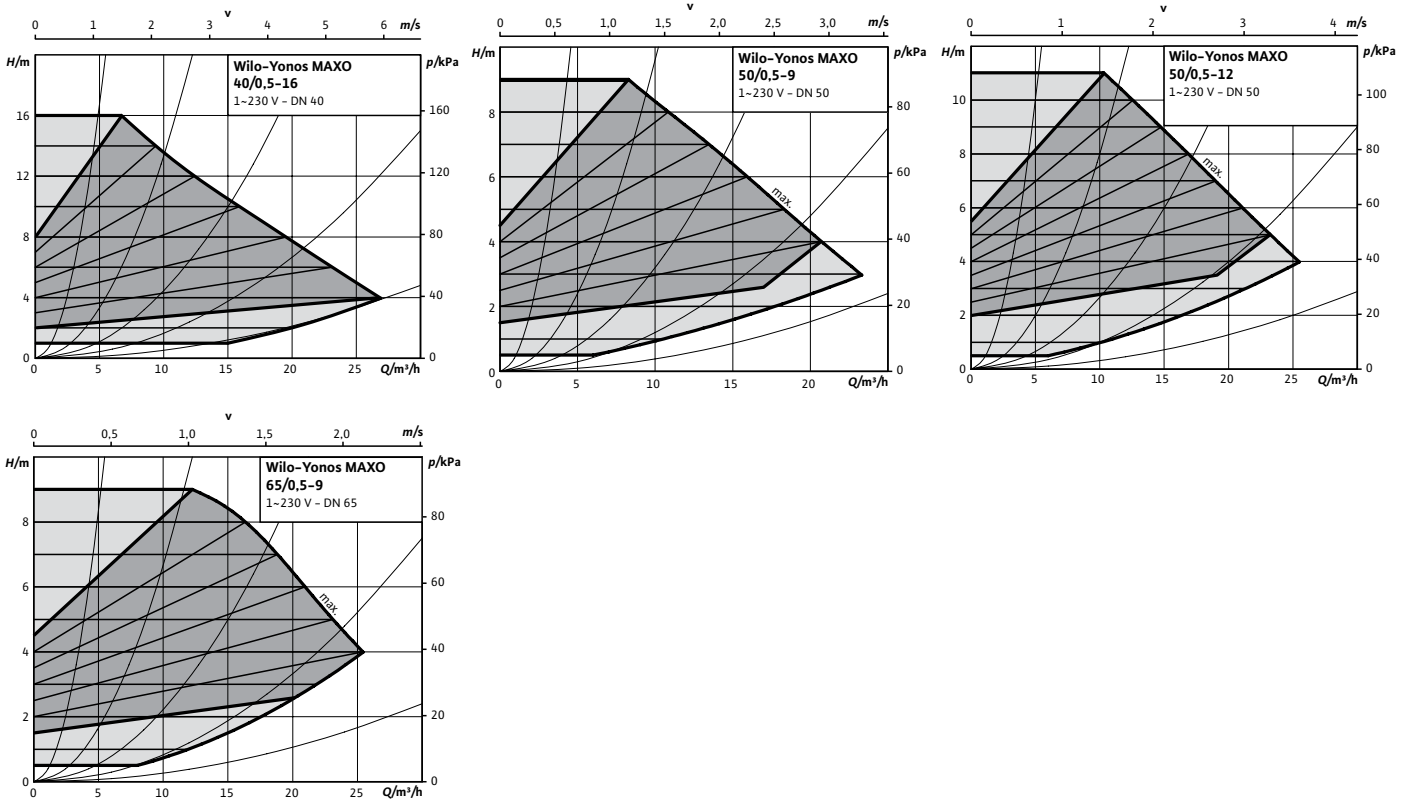 v
0 1 2 3 4 5 6 m/s
H/m
p/kPa
Wilo-Yonos MAXO
40/0,5-16
1~230 V - DN 40
16
12
8
4
0
160
120
80
40
0
0 5 10 15 20 25 Q/m³/h
v
0 0,5 1,0 1,5 2,0 2,5 3,0 m/s
H/m
p/kPa
Wilo-Yonos MAXO
50/0,5-9
1~230 V - DN 50
max.
8
6
4
2
0
80
60
40
20
0
0 5 10 15 20 Q/m³/h
v
0 1 2 3 4 m/s
H/m
p/kPa
Wilo-Yonos MAXO
50/0,5-12
1~230 V - DN 50
max.
10
8
6
4
2
0
100
80
60
40
20
0
0 5 10 15 20 25 Q/m³/h
v
0 0,5 1,0 1,5 2,0 m/s
H/m
p/kPa
Wilo-Yonos MAXO
65/0,5-9
1~230 V - DN 65
max.
8
6
4
2
0
80
60
40
20
0
0 5 10 15 20 25 Q/m³/h